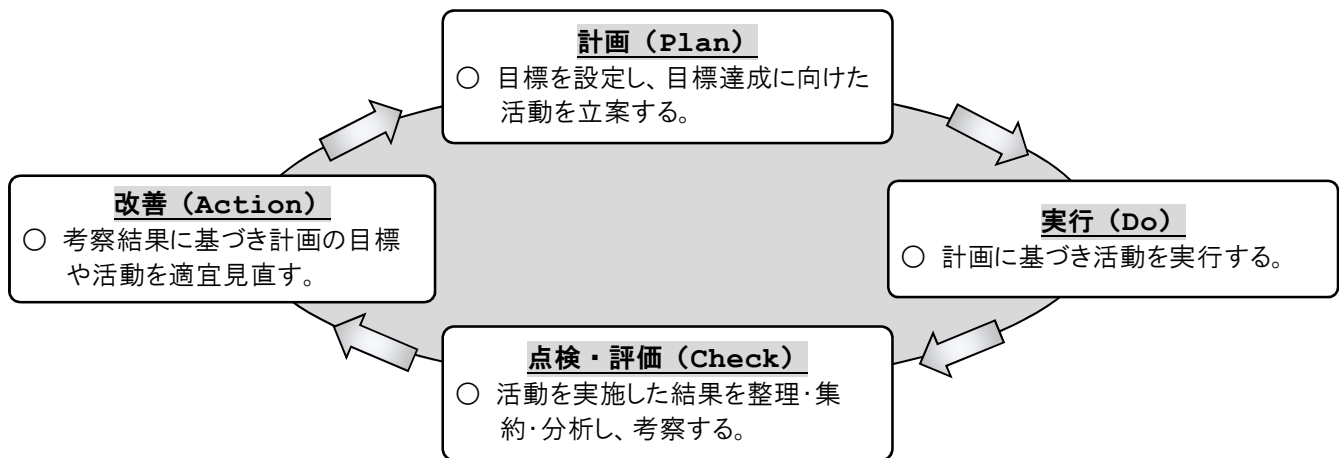 計画（Plan）
○ 目標を設定し、目標達成に向けた
活動を立案する。
実行（Do）
○ 計画に基づき活動を実行する。
点検・評価（Check）
○ 活動を実施した結果を整理・集
約・分析し、考察する。
改善（Action）
○ 考察結果に基づき計画の目標
や活動を適宜見直す。